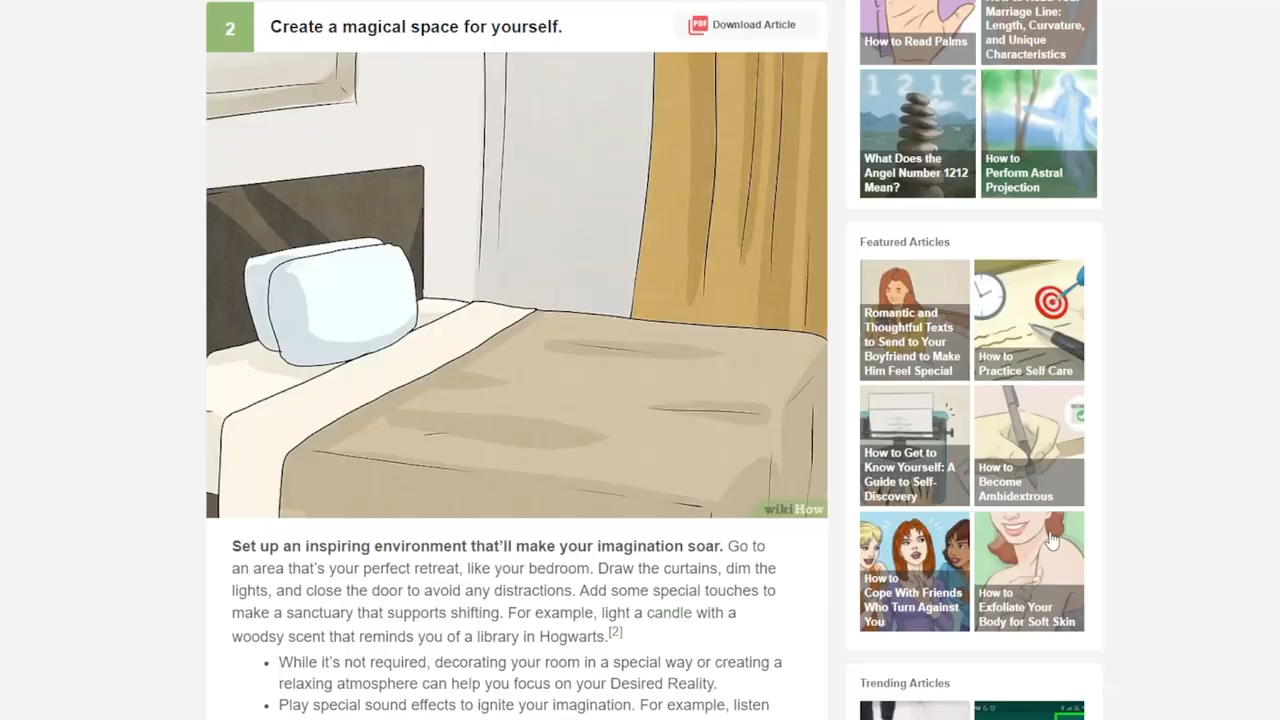 2
Create a magical space for yourself.
PDF
Download Article
wikiHow
Set up an inspiring environment that’ll make your imagination soar. Go to
an area that’s your perfect retreat, like your bedroom. Draw the curtains, dim the
lights, and close the door to avoid any distractions. Add some special touches to
make a sanctuary that supports shifting. For example, light a candle with a
woodsy scent that reminds you of a library in Hogwarts.[2]
• While it’s not required, decorating your room in a special way or creating a
relaxing atmosphere can help you focus on your Desired Reality.
• Play special sound effects to ignite your imagination. For example, listen
How to Read Palms
Marriage Line:
Length, Curvature,
and Unique
Characteristics
1 2 1 2
What Does the
Angel Number 1212
Mean?
How to
Perform Astral
Projection
Featured Articles
Romantic and
Thoughtful Texts
to Send to Your
Boyfriend to Make
Him Feel Special
How to
Practice Self Care
How to Get to
Know Yourself: A
Guide to Self-
Discovery
How to
Become
Ambidextrous
How to
Cope With Friends
Who Turn Against
You
How to
Exfoliate Your
Body for Soft Skin
Trending Articles